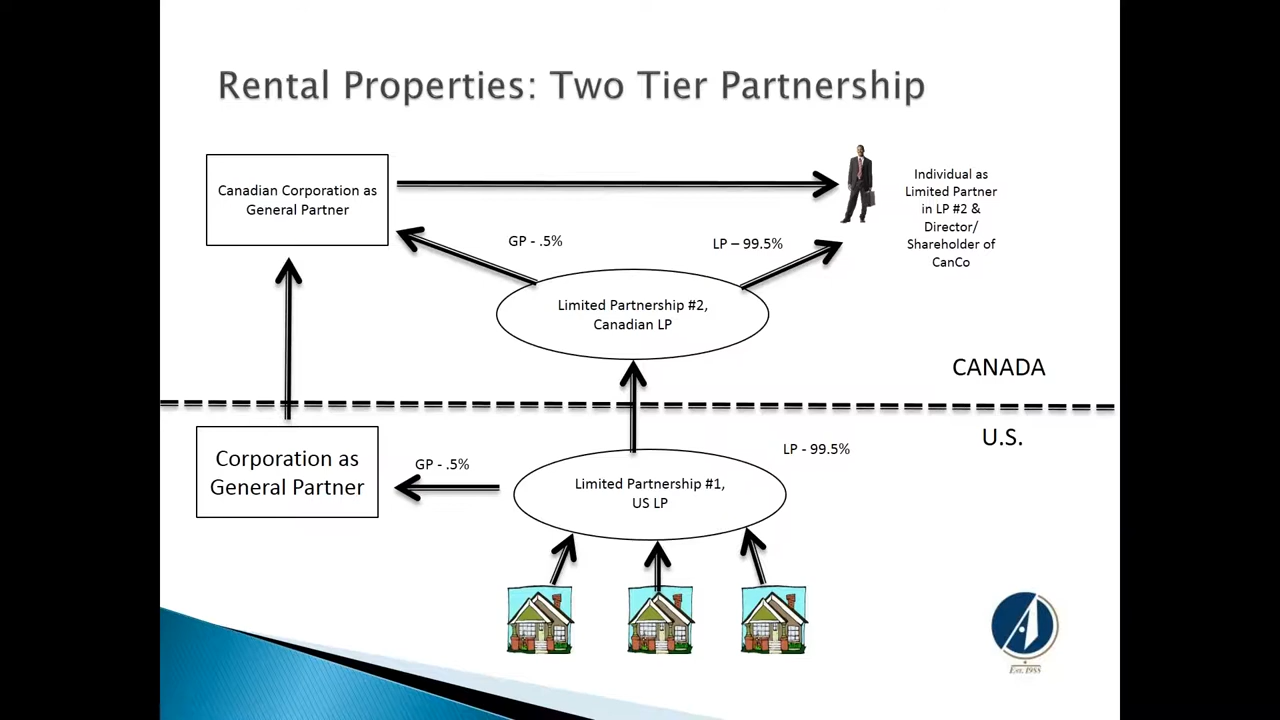 Rental Properties: Two Tier Partnership
Canadian Corporation as
General Partner
Individual as
Limited Partner
in LP #2 &
Director/
Shareholder of
CanCo
GP - .5%
LP – 99.5%
Limited Partnership #2,
Canadian LP
CANADA
U.S.
Corporation as
General Partner
GP - .5%
LP - 99.5%
Limited Partnership #1,
US LP
Est. 1988